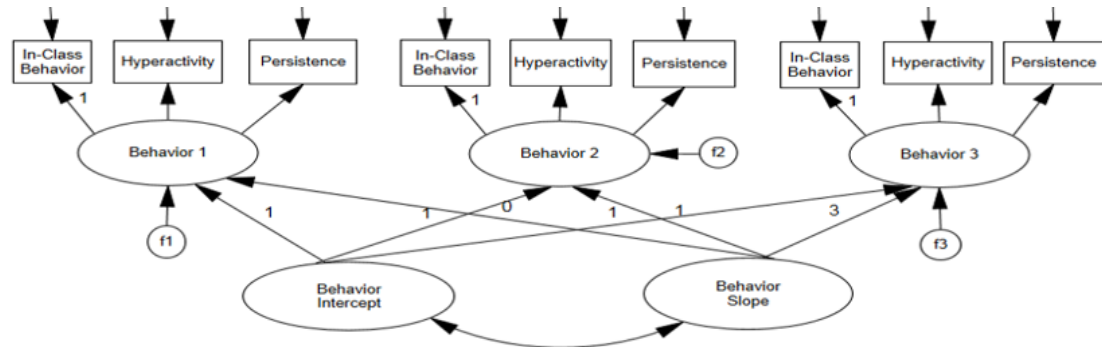 In-Class
Behavior
Hyperactivity
Persistence
In-Class
Behavior
Hyperactivity
Persistence
In-Class
Behavior
Hyperactivity
Persistence
1
1
1
Behavior 1
Behavior 2
f2
Behavior 3
1
1
0
1
1
3
f1
f3
Behavior
Intercept
Behavior
Slope